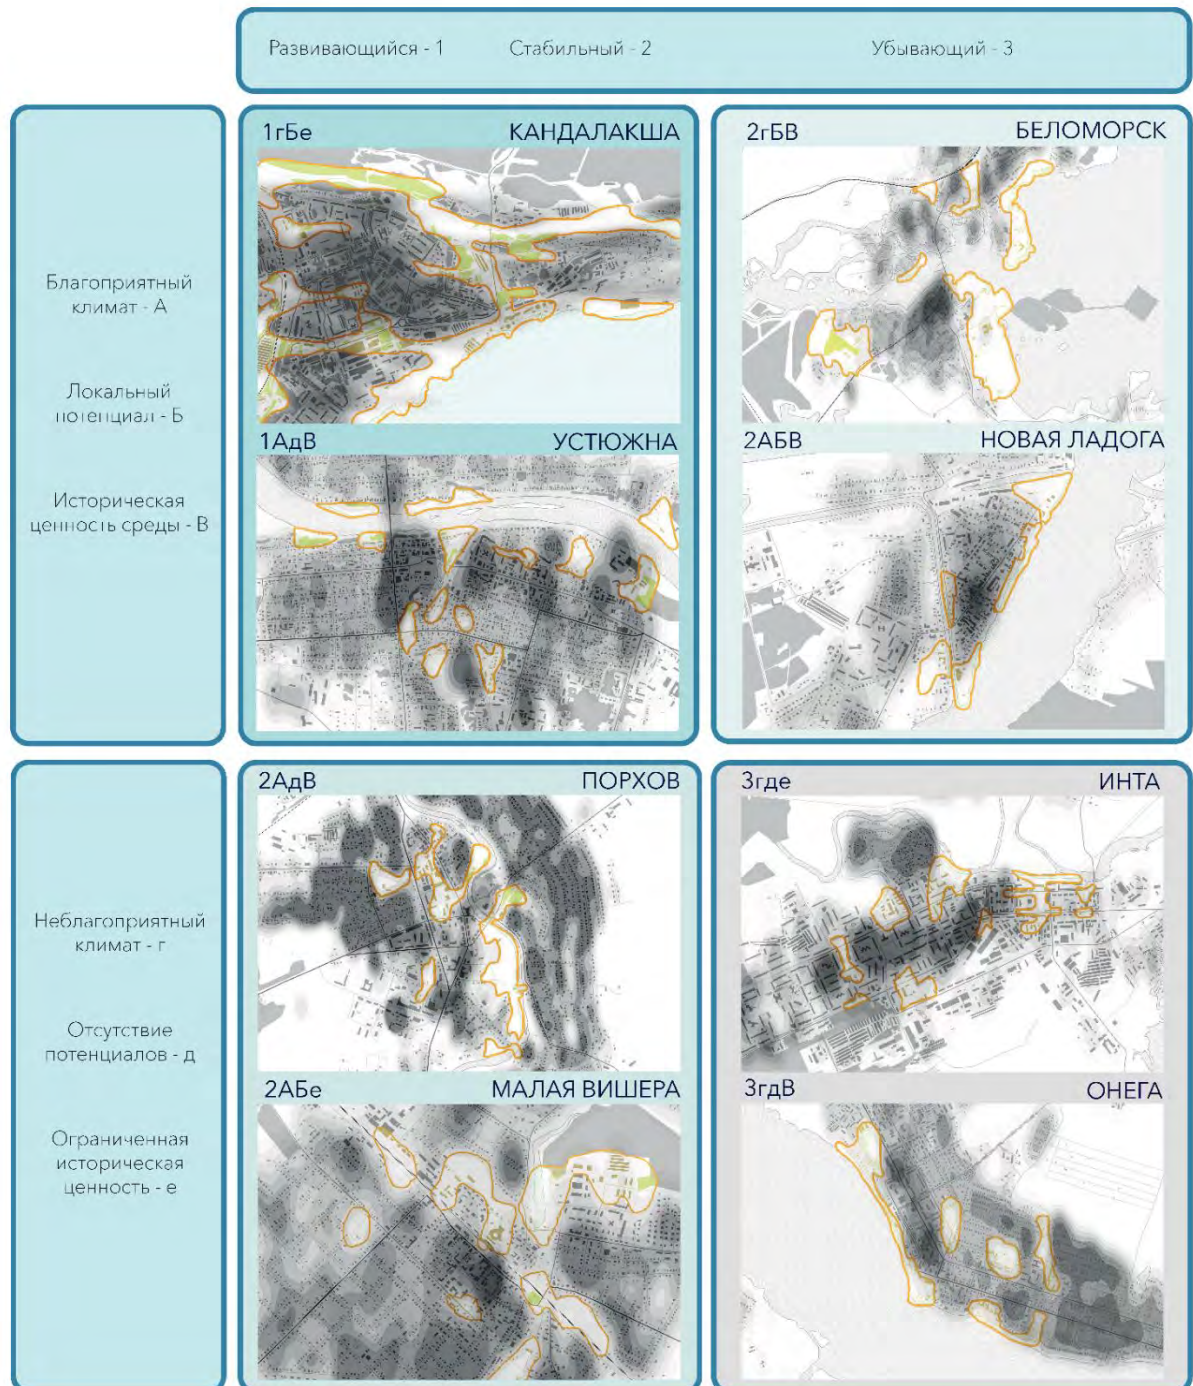 Развивающийся - 1 Стабильный - 2 Убывающий - 3
Благоприятный
климат - А
Локальный
потенциал - Б
Историческая
ценность среды - В
1гБе КАНДАЛАКША
2гБВ БЕЛОМОРСК
1АдВ УСТЮЖНА
2АБВ НОВАЯ ЛАДОГА
Неблагоприятный
климат - г
Отсутствие
потенциалов - д
Ограниченная
историческая
ценность - е
2АдВ ПОРХОВ
3где ИНТА
2АБе МАЛАЯ ВИШЕРА
3гдВ ОНЕГА